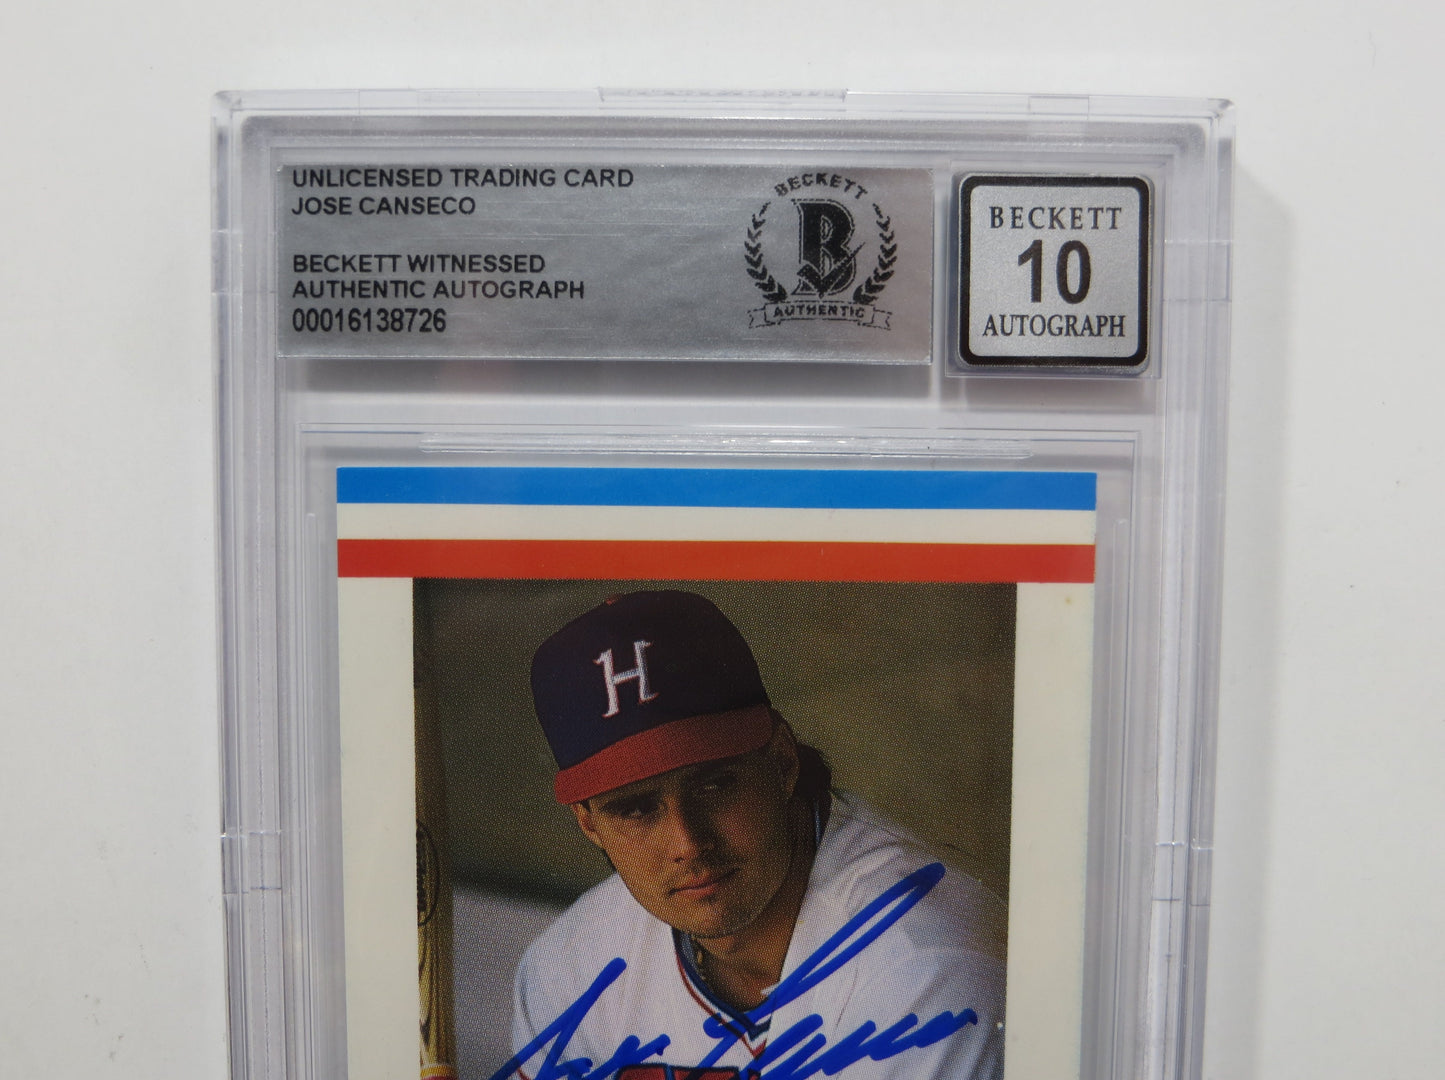 UNLICENSED TRADING CARD
JOSE CANSECO
BECKETT WITNESSED
AUTHENTIC AUTOGRAPH
00016138726
BECKETT
B
AUTHENTIC
BECKETT
10
AUTOGRAPH
H